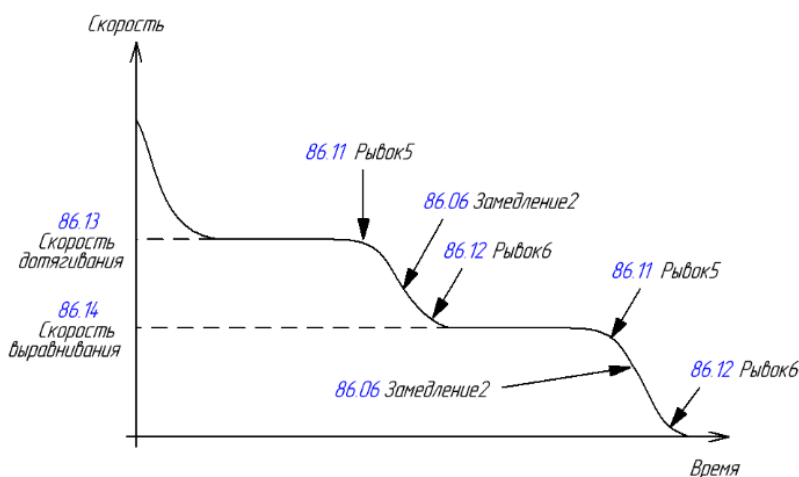 Скорость
86.11 Рывок5
86.06 Замедление2
86.13
Скорость
дотягивания
86.12 Рывок6
86.11 Рывок5
86.14
Скорость
выравнивания
86.12 Рывок6
86.06 Замедление2
Время